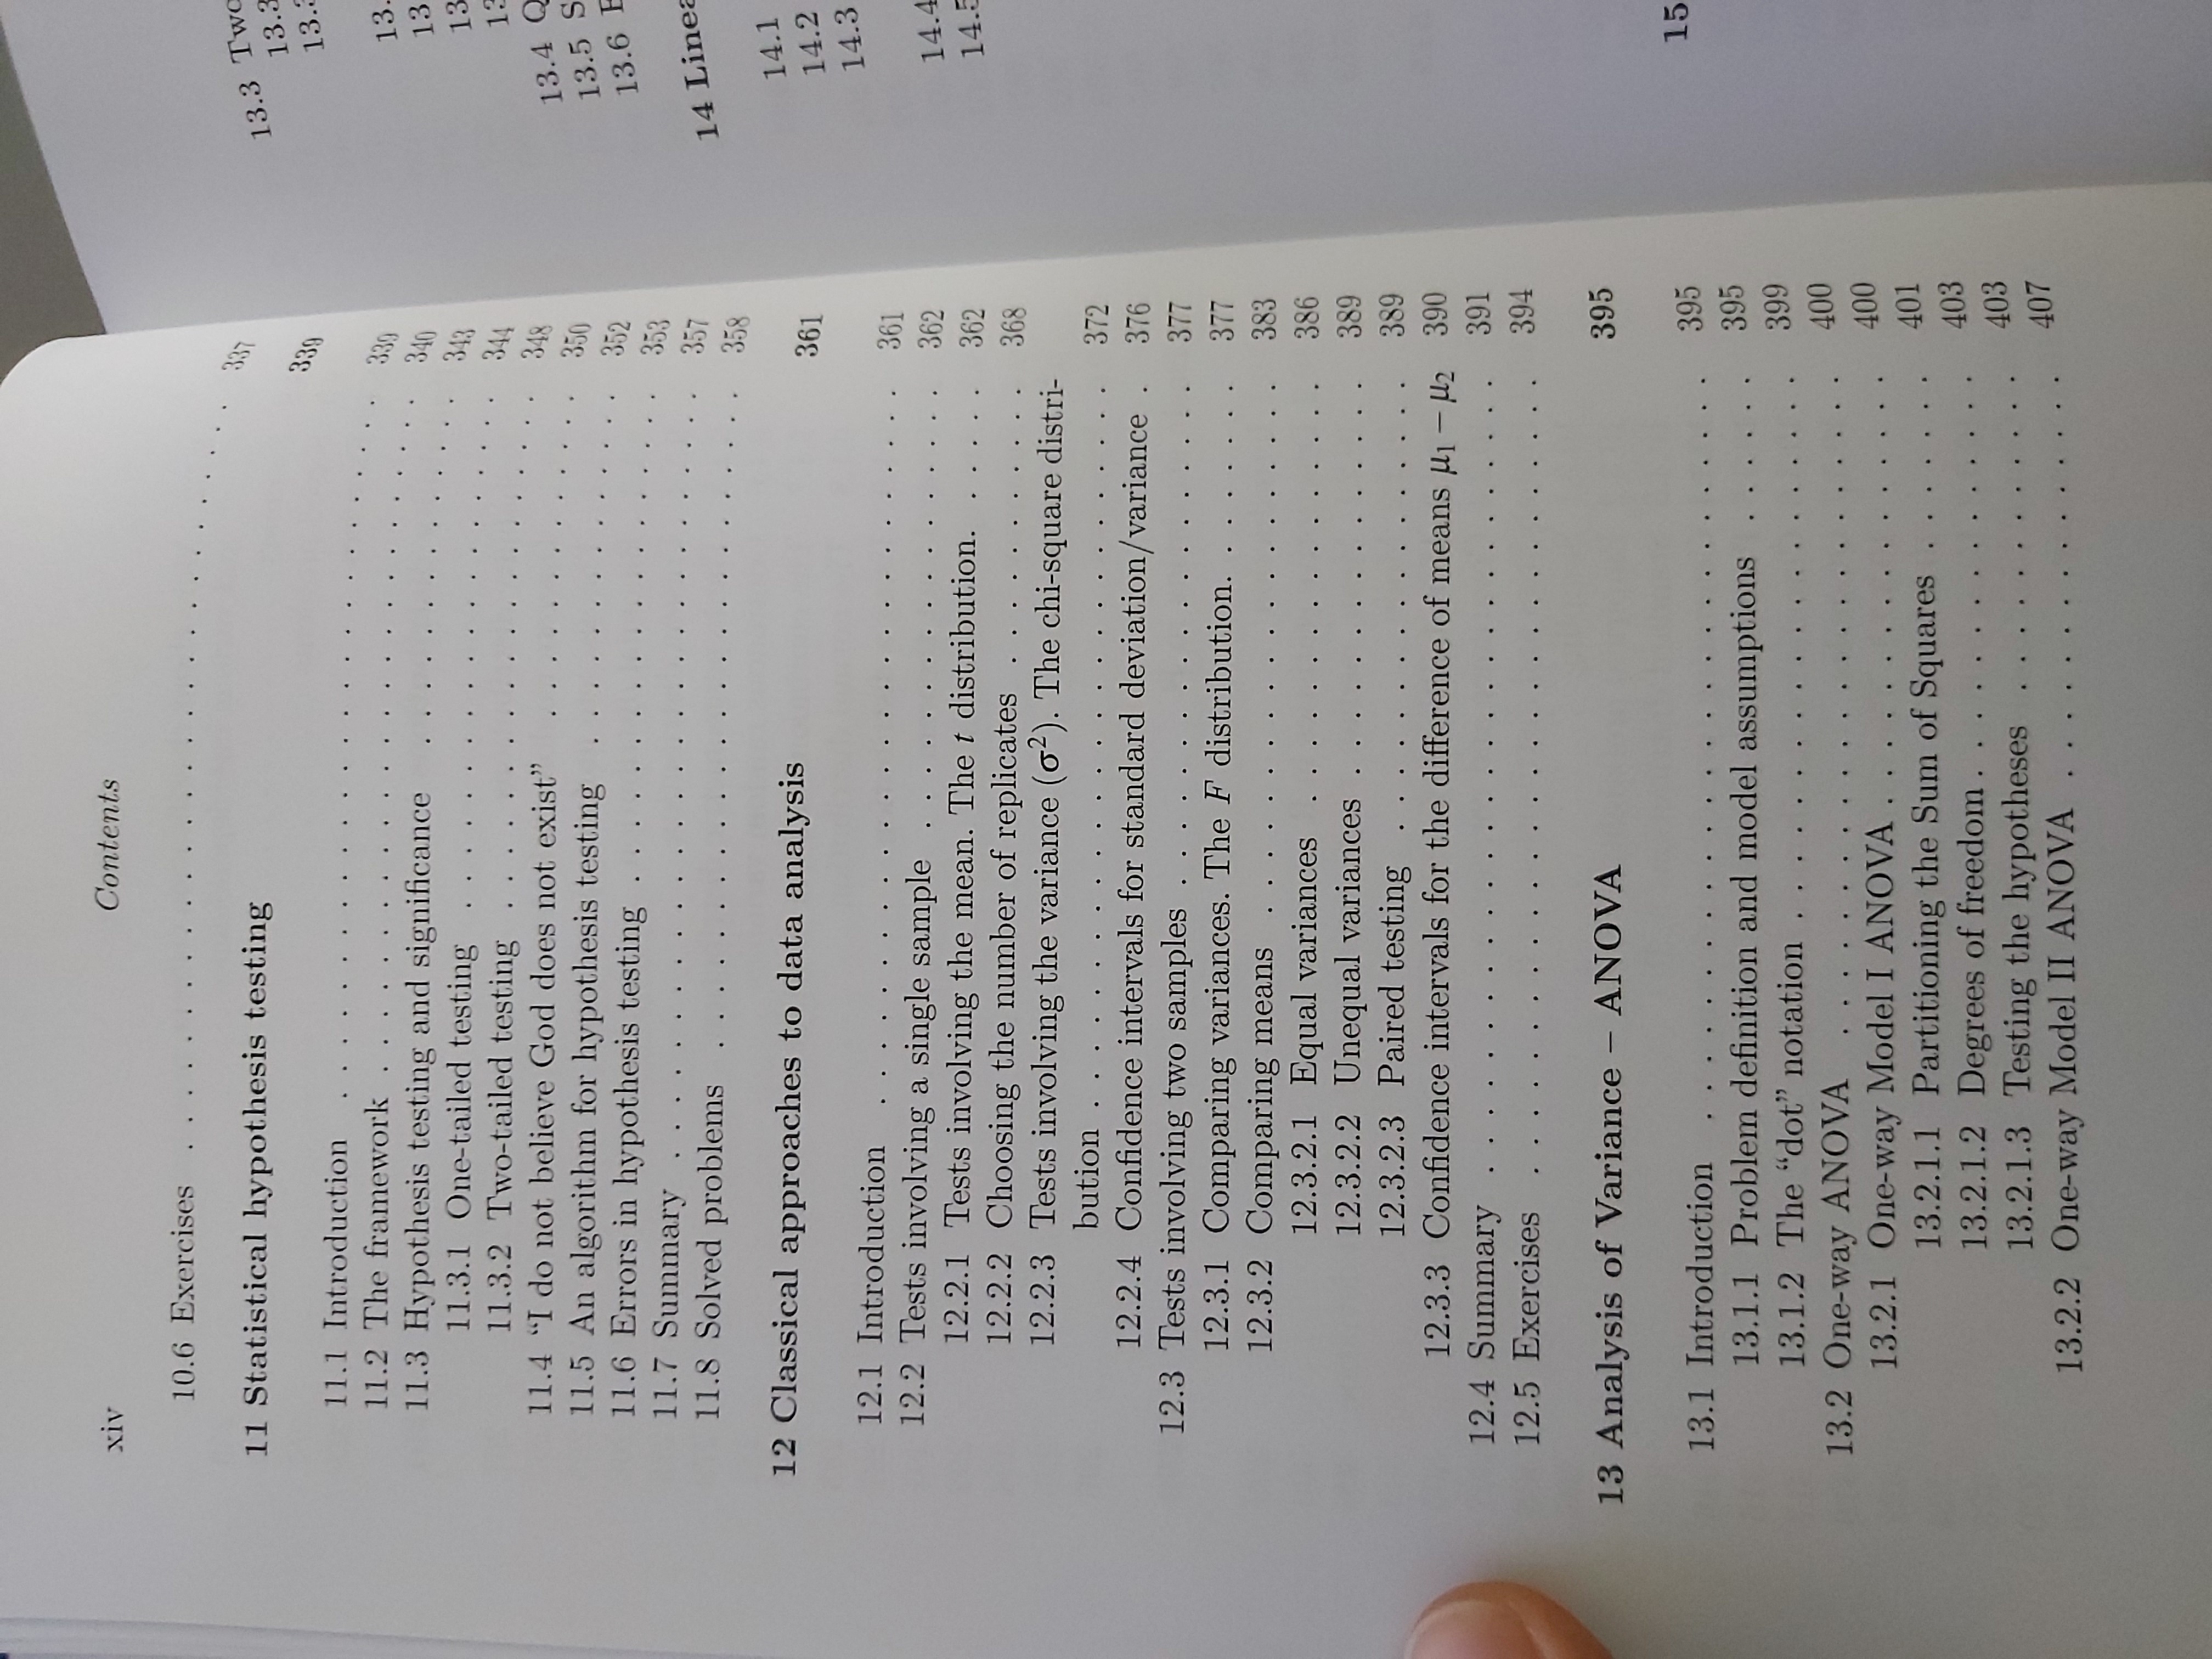 xiv Contents
10.6 Exercises . . . . . . . . . . . . . . . . . . . . . . . . . . . . 337
11 Statistical hypothesis testing 339
11.1 Introduction . . . . . . . . . . . . . . . . . . . . . . . . . . 339
11.2 The framework . . . . . . . . . . . . . . . . . . . . . . . . . 340
11.3 Hypothesis testing and significance . . . . . . . . . . . . . 343
11.3.1 One-tailed testing . . . . . . . . . . . . . . . . . . . 344
11.3.2 Two-tailed testing . . . . . . . . . . . . . . . . . . . 348
11.4 “I do not believe God does not exist” . . . . . . . . . . . . 350
11.5 An algorithm for hypothesis testing . . . . . . . . . . . . . 352
11.6 Errors in hypothesis testing . . . . . . . . . . . . . . . . . . 353
11.7 Summary . . . . . . . . . . . . . . . . . . . . . . . . . . . . 357
11.8 Solved problems . . . . . . . . . . . . . . . . . . . . . . . . 358
12 Classical approaches to data analysis 361
12.1 Introduction . . . . . . . . . . . . . . . . . . . . . . . . . . 361
12.2 Tests involving a single sample . . . . . . . . . . . . . . . . 362
12.2.1 Tests involving the mean. The t distribution. . . . . . 362
12.2.2 Choosing the number of replicates . . . . . . . . . . . 368
12.2.3 Tests involving the variance (σ²). The chi-square distri-
bution . . . . . . . . . . . . . . . . . . . . . . . . . . 372
12.2.4 Confidence intervals for standard deviation/variance . 376
12.3 Tests involving two samples . . . . . . . . . . . . . . . . . . 377
12.3.1 Comparing variances. The F distribution. . . . . . . . 377
12.3.2 Comparing means . . . . . . . . . . . . . . . . . . . . 383
12.3.2.1 Equal variances . . . . . . . . . . . . . . . . 386
12.3.2.2 Unequal variances . . . . . . . . . . . . . . . 389
12.3.2.3 Paired testing . . . . . . . . . . . . . . . . . 389
12.3.3 Confidence intervals for the difference of means μ₁ − μ₂ 390
12.4 Summary . . . . . . . . . . . . . . . . . . . . . . . . . . . . 391
12.5 Exercises . . . . . . . . . . . . . . . . . . . . . . . . . . . . 394
13 Analysis of Variance – ANOVA 395
13.1 Introduction . . . . . . . . . . . . . . . . . . . . . . . . . . 395
13.1.1 Problem definition and model assumptions . . . . . . 395
13.1.2 The “dot” notation . . . . . . . . . . . . . . . . . . . 399
13.2 One-way ANOVA . . . . . . . . . . . . . . . . . . . . . . . . 400
13.2.1 One-way Model I ANOVA . . . . . . . . . . . . . . . . 400
13.2.1.1 Partitioning the Sum of Squares . . . . . . . 401
13.2.1.2 Degrees of freedom . . . . . . . . . . . . . . . 403
13.2.1.3 Testing the hypotheses . . . . . . . . . . . . 403
13.2.2 One-way Model II ANOVA . . . . . . . . . . . . . . . 407
13.3 Two
13.4
13.5
13.6
14
14.1
14.2
14.3
14.4
14.5
15